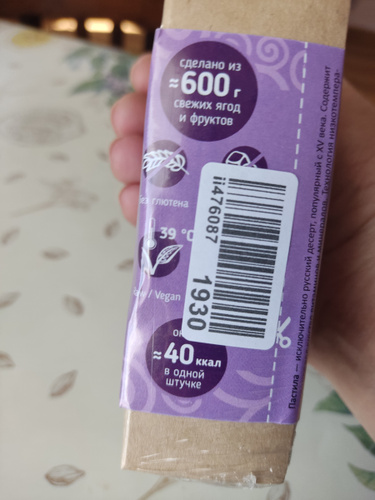 сделано из
≈600 г
свежих ягод
и фруктов
глютена
39 °C
/ Vegan
≈40 ккал
в одной
штучке
ii476087
1930
Пастила — исключительно русский десерт, популярный с XV века. Содержит